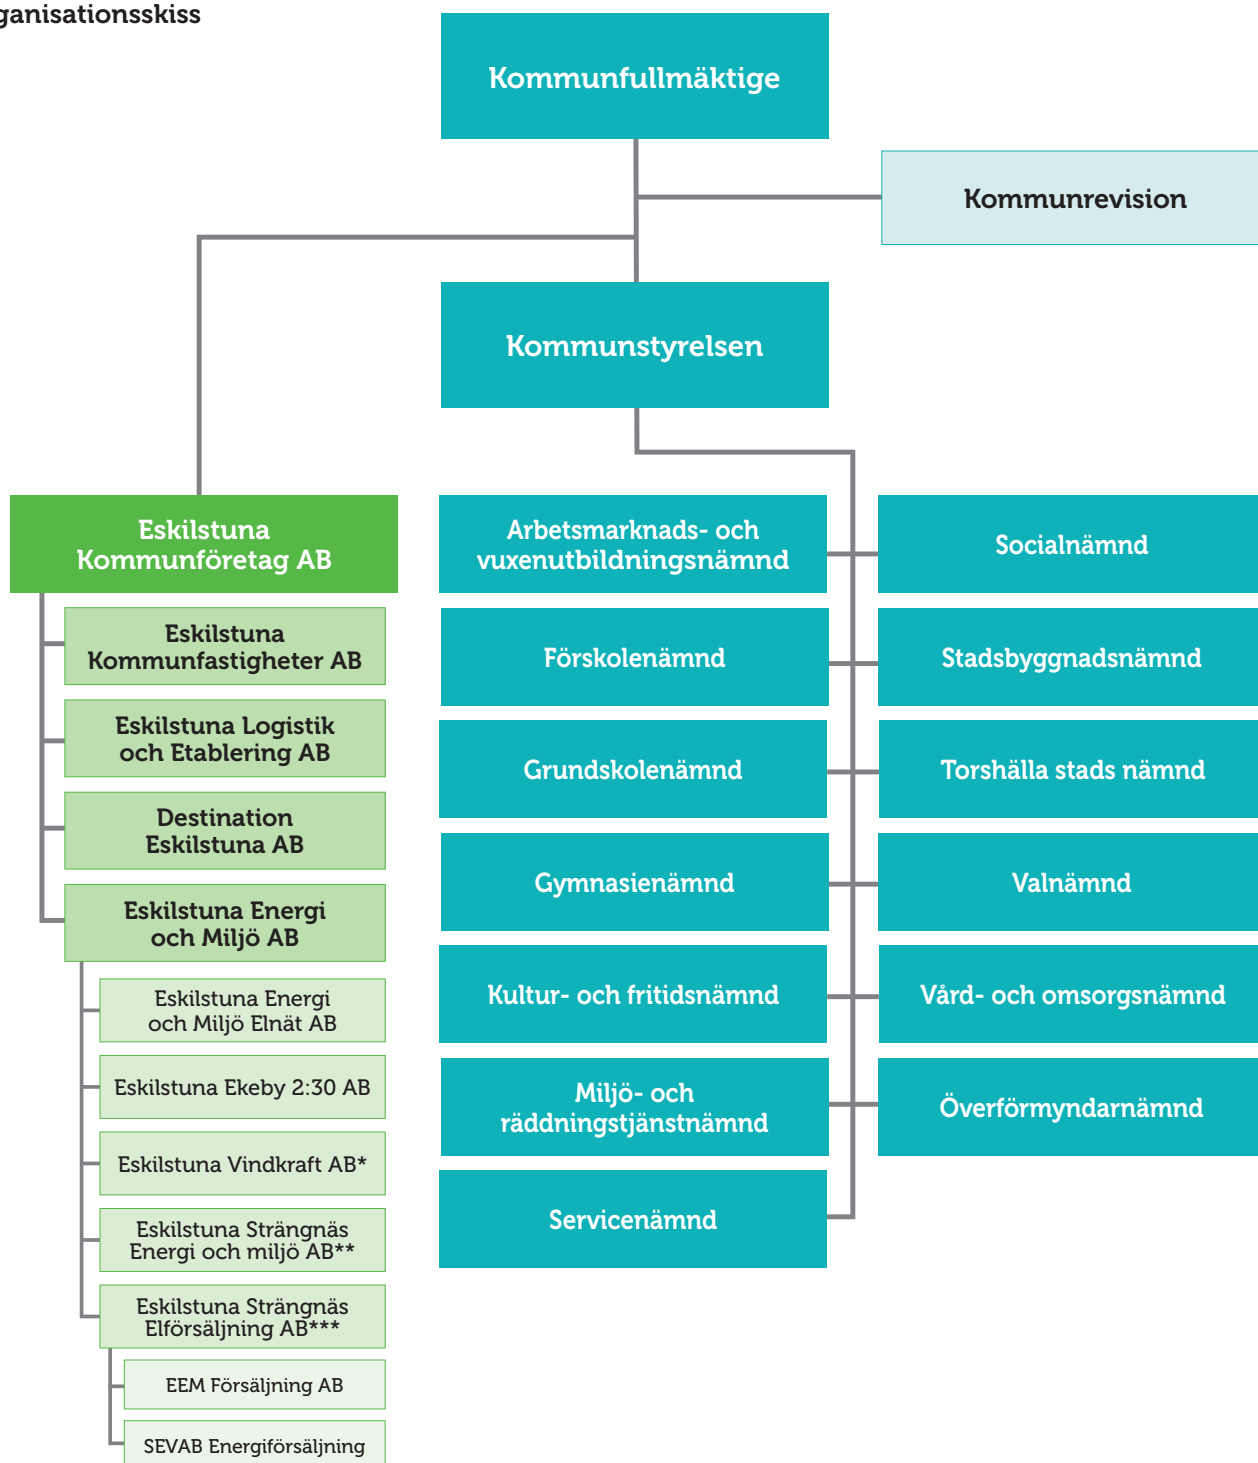 ganisationsskiss
Kommunfullmäktige
Kommunrevision
Kommunstyrelsen
Eskilstuna
Kommunföretag AB
Eskilstuna
Kommunfastigheter AB
Eskilstuna Logistik
och Etablering AB
Destination
Eskilstuna AB
Eskilstuna Energi
och Miljö AB
Eskilstuna Energi
och Miljö Elnät AB
Eskilstuna Ekeby 2:30 AB
Eskilstuna Vindkraft AB*
Eskilstuna Strängnäs
Energi och miljö AB**
Eskilstuna Strängnäs
Elförsäljning AB***
EEM Försäljning AB
SEVAB Energiförsäljning
Arbetsmarknads- och
vuxenutbildningsnämnd
Förskolenämnd
Grundskolenämnd
Gymnasienämnd
Kultur- och fritidsnämnd
Miljö- och
räddningstjänstnämnd
Servicenämnd
Socialnämnd
Stadsbyggnadsnämnd
Torshälla stads nämnd
Valnämnd
Vård- och omsorgsnämnd
Överförmyndarnämnd